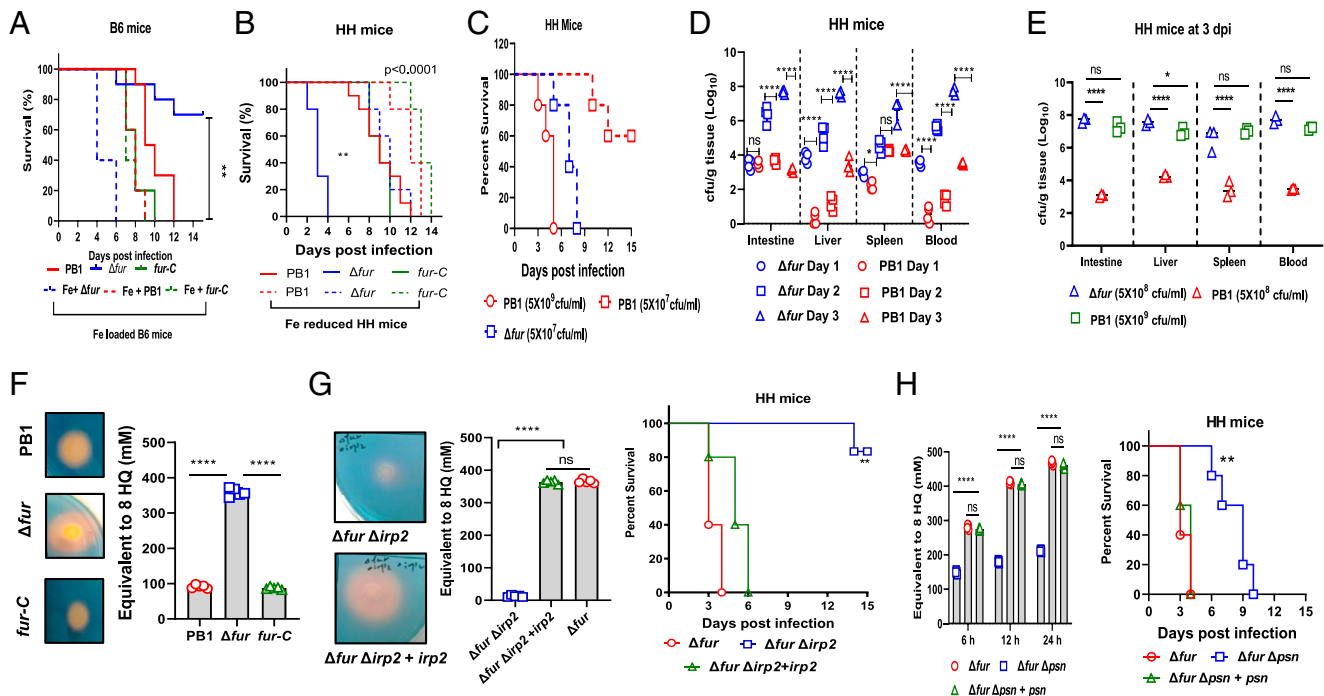 A
B6 mice
Survival (%)
100
80
60
40
20
0
0 2 4 6 8 10 12 14
**
Days post infection
PB1 Δfur fur-C
Fe+ Δfur Fe + PB1 Fe + fur-C
Fe loaded B6 mice
B
HH mice
p<0.0001
Survival (%)
100
80
60
40
20
0
**
0 2 4 6 8 10 12 14
Days post infection
PB1 Δfur fur-C
PB1 Δfur fur-C
Fe reduced HH mice
C
HH Mice
Percent Survival
120
100
80
60
40
20
0
0 3 6 9 12 15
Days post infection
PB1 (5X10⁹cfu/ml) PB1 (5X10⁷cfu/ml)
Δfur (5X10⁷cfu/ml)
D
HH mice
cfu/g tissue (Log₁₀)
10
8
6
4
2
0
ns **** ****
**** **** ****
* ns ****
**** **** ****
Intestine Liver Spleen Blood
Δfur Day 1 PB1 Day 1
Δfur Day 2 PB1 Day 2
Δfur Day 3 PB1 Day 3
E
HH mice at 3 dpi
cfu/g tissue (Log₁₀)
10
8
6
4
2
0
ns * ns ns
**** **** **** ****
Intestine Liver Spleen Blood
Δfur (5X10⁸ cfu/ml) PB1 (5X10⁸ cfu/ml)
PB1 (5X10⁹ cfu/ml)
F
PB1
Δfur
fur-C
Equivalent to 8 HQ (mM)
500
400
300
200
100
0
**** ****
PB1 Δfur fur-C
G
Δfur Δirp2
Δfur Δirp2 + irp2
Equivalent to 8 HQ (mM)
500
400
300
200
100
0
****
ns
Δfur Δirp2
Δfur Δirp2 +irp2
Δfur
HH mice
Percent Survival
100
80
60
40
20
0
**
0 3 6 9 12 15
Days post infection
Δfur Δfur Δirp2
Δfur Δirp2+irp2
H
Equivalent to 8 HQ (mM)
500
400
300
200
100
0
**** **** ****
ns ns ns
6 h 12 h 24 h
Δfur Δfur Δpsn
Δfur Δpsn + psn
HH mice
Percent Survival
100
80
60
40
20
0
**
0 3 6 9 12 15
Days post infection
Δfur Δfur Δpsn
Δfur Δpsn + psn